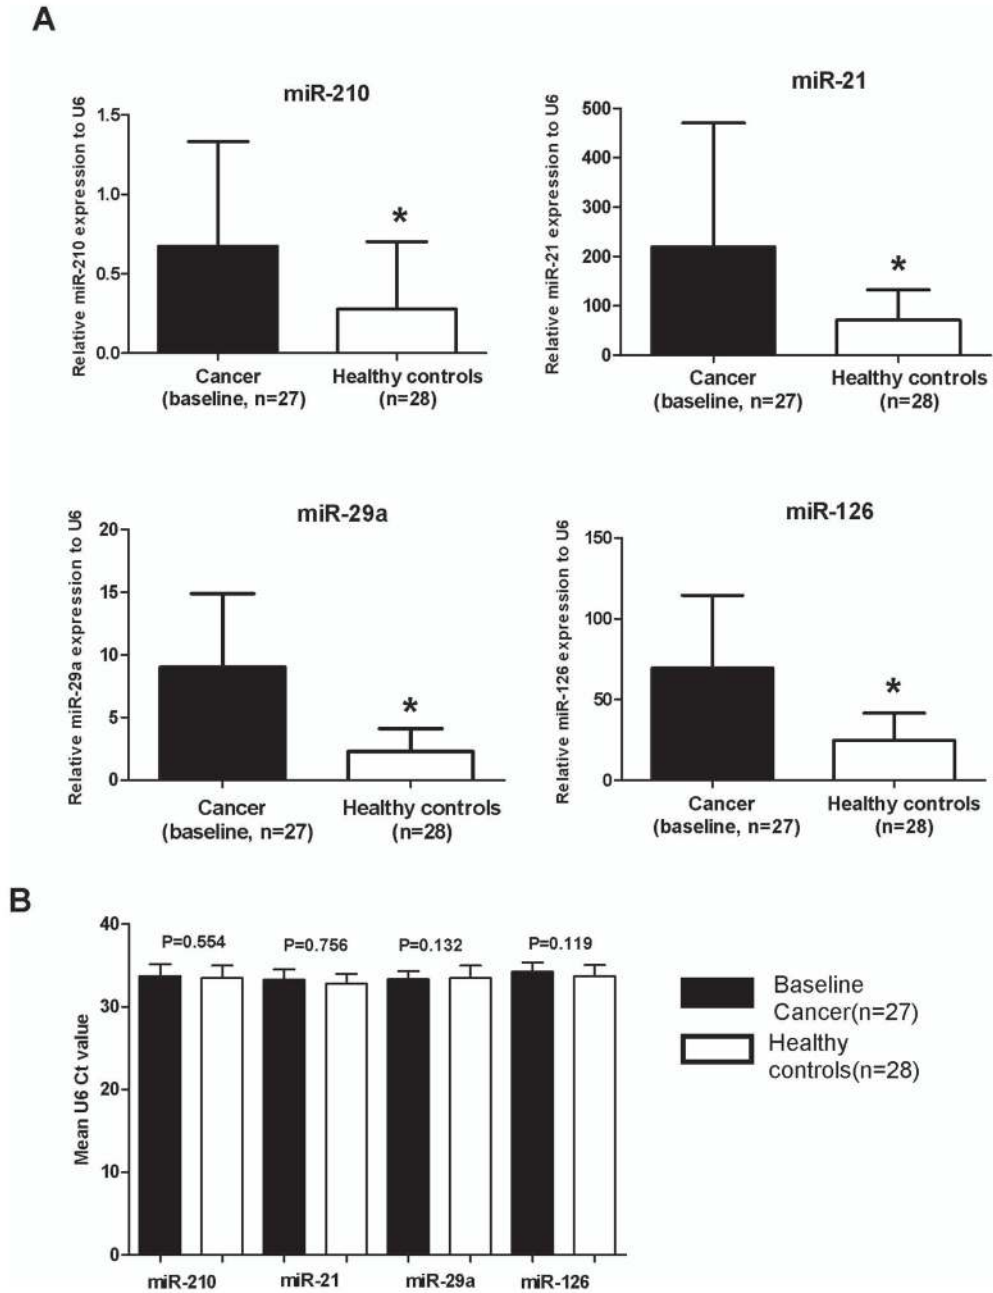 A
miR-210
Relative miR-210 expression to U6
1.5
1.0
0.5
0.0
*
Cancer
(baseline, n=27)
Healthy controls
(n=28)
miR-21
Relative miR-21 expression to U6
500
400
300
200
100
0
*
Cancer
(baseline, n=27)
Healthy controls
(n=28)
miR-29a
Relative miR-29a expression to U6
20
15
10
5
0
*
Cancer
(baseline, n=27)
Healthy controls
(n=28)
miR-126
Relative miR-126 expression to U6
150
100
50
0
*
Cancer
(baseline, n=27)
Healthy controls
(n=28)
B
Mean U6 Ct value
40
30
20
10
0
P=0.554
P=0.756
P=0.132
P=0.119
miR-210
miR-21
miR-29a
miR-126
Baseline
Cancer(n=27)
Healthy
controls(n=28)